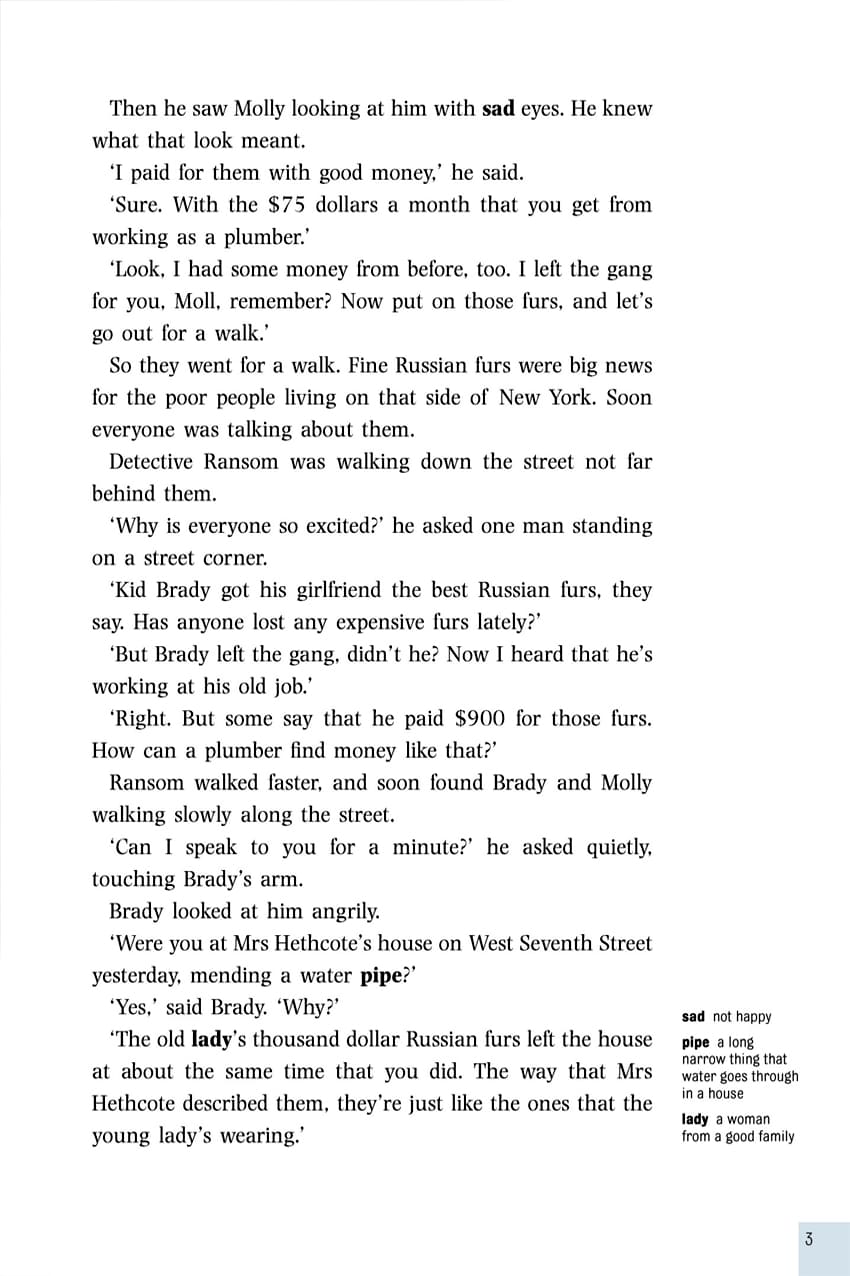 Then he saw Molly looking at him with sad eyes. He knew
what that look meant.
‘I paid for them with good money,’ he said.
‘Sure. With the $75 dollars a month that you get from
working as a plumber.’
‘Look, I had some money from before, too. I left the gang
for you, Moll, remember? Now put on those furs, and let’s
go out for a walk.’
So they went for a walk. Fine Russian furs were big news
for the poor people living on that side of New York. Soon
everyone was talking about them.
Detective Ransom was walking down the street not far
behind them.
‘Why is everyone so excited?’ he asked one man standing
on a street corner.
‘Kid Brady got his girlfriend the best Russian furs, they
say. Has anyone lost any expensive furs lately?’
‘But Brady left the gang, didn’t he? Now I heard that he’s
working at his old job.’
‘Right. But some say that he paid $900 for those furs.
How can a plumber find money like that?’
Ransom walked faster, and soon found Brady and Molly
walking slowly along the street.
‘Can I speak to you for a minute?’ he asked quietly,
touching Brady’s arm.
Brady looked at him angrily.
‘Were you at Mrs Hethcote’s house on West Seventh Street
yesterday, mending a water pipe?’
‘Yes,’ said Brady. ‘Why?’
‘The old lady’s thousand dollar Russian furs left the house
at about the same time that you did. The way that Mrs
Hethcote described them, they’re just like the ones that the
young lady’s wearing.’
sad not happy
pipe a long
narrow thing that
water goes through
in a house
lady a woman
from a good family
3